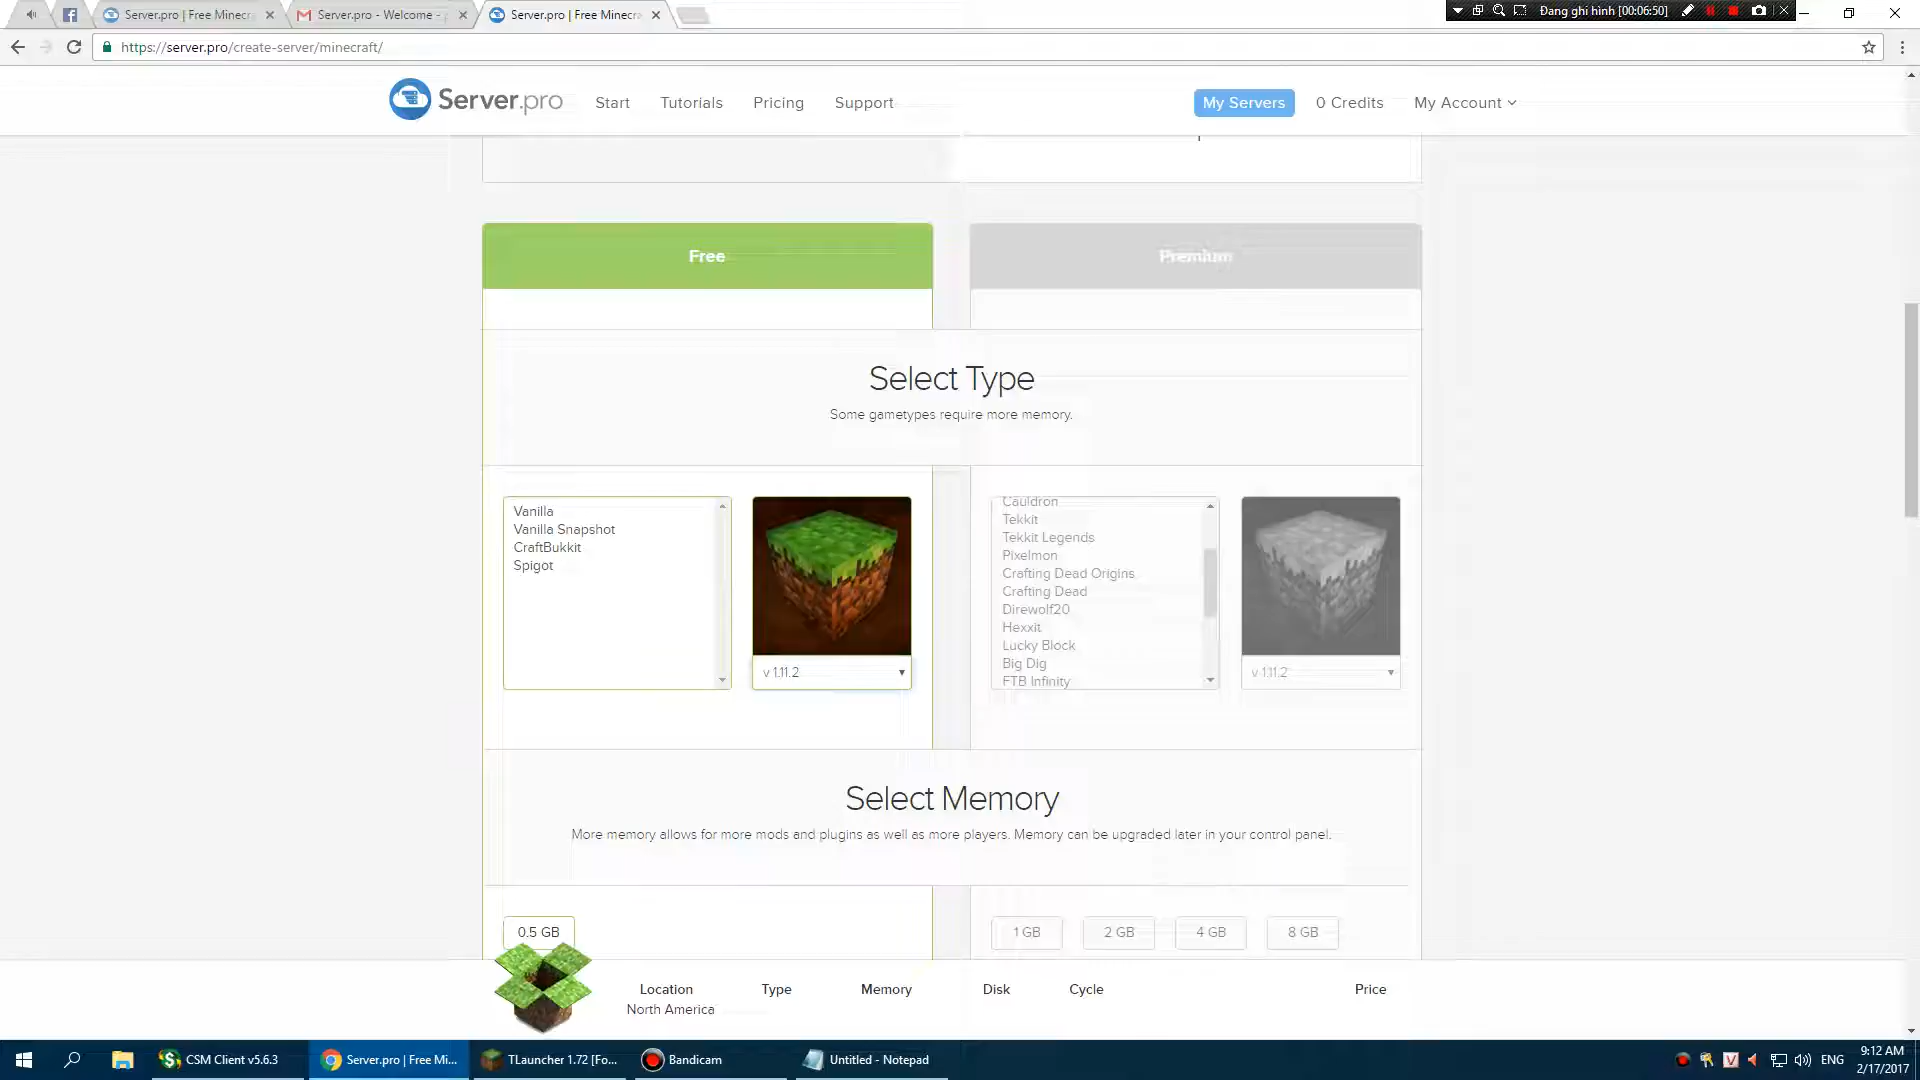 Server.pro | Free Minecr
Server.pro - Welcome -
Server.pro | Free Minecra
Đang ghi hình [00:06:50]
https://server.pro/create-server/minecraft/
Server.pro
Start
Tutorials
Pricing
Support
My Servers
0 Credits
My Account
Free
Premium
Select Type
Some gametypes require more memory.
Vanilla
Vanilla Snapshot
CraftBukkit
Spigot
v 1.11.2
Cauldron
Tekkit
Tekkit Legends
Pixelmon
Crafting Dead Origins
Crafting Dead
Direwolf20
Hexxit
Lucky Block
Big Dig
FTB Infinity
v 1.11.2
Select Memory
More memory allows for more mods and plugins as well as more players. Memory can be upgraded later in your control panel.
0.5 GB
1 GB
2 GB
4 GB
8 GB
Location
North America
Type
Memory
Disk
Cycle
Price
CSM Client v5.6.3
Server.pro | Free Mi...
TLauncher 1.72 [Fo...
Bandicam
Untitled - Notepad
ENG
9:12 AM
2/17/2017